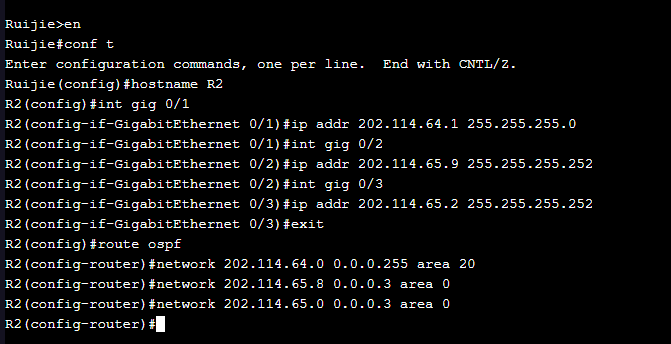 Ruijie>en
Ruijie#conf t
Enter configuration commands, one per line.  End with CNTL/Z.
Ruijie(config)#hostname R2
R2(config)#int gig 0/1
R2(config-if-GigabitEthernet 0/1)#ip addr 202.114.64.1 255.255.255.0
R2(config-if-GigabitEthernet 0/1)#int gig 0/2
R2(config-if-GigabitEthernet 0/2)#ip addr 202.114.65.9 255.255.255.252
R2(config-if-GigabitEthernet 0/2)#int gig 0/3
R2(config-if-GigabitEthernet 0/3)#ip addr 202.114.65.2 255.255.255.252
R2(config-if-GigabitEthernet 0/3)#exit
R2(config)#route ospf
R2(config-router)#network 202.114.64.0 0.0.0.255 area 20
R2(config-router)#network 202.114.65.8 0.0.0.3 area 0
R2(config-router)#network 202.114.65.0 0.0.0.3 area 0
R2(config-router)#